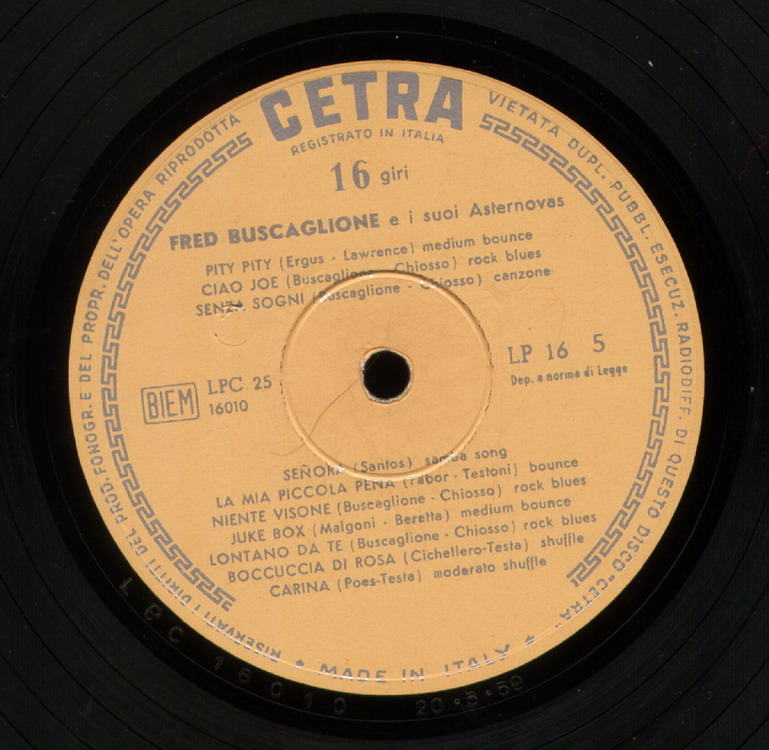 CETRA
REGISTRATO IN ITALIA
16 giri
FRED BUSCAGLIONE e i suoi Asternovas
PITY PITY (Ergus - Lawrence) medium bounce
CIAO JOE (Buscaglione - Chiosso) rock blues
SENZA SOGNI (Buscaglione - Chiosso) canzone
BIEM
LPC 25
16010
LP 16 5
Dep. a norma di Legge
SEÑORA (Santos) samba song
LA MIA PICCOLA PENA (Fabor - Testoni) bounce
NIENTE VISONE (Buscaglione - Chiosso) rock blues
JUKE BOX (Malgoni - Beretta) medium bounce
LONTANO DA TE (Buscaglione - Chiosso) rock blues
BOCCUCCIA DI ROSA (Cichellero-Testa) shuffle
CARINA (Poes-Testa) moderato shuffle
RISERVATI I DIRITTI DEL PROD. FONOGR. E DEL PROPR. DELL'OPERA RIPRODOTTA
VIETATA DUPL. PUBBL. ESECUZ. RADIODIFF. DI QUESTO DISCO "CETRA"
★ MADE IN ITALY ★
LBC 16010 20·5·59